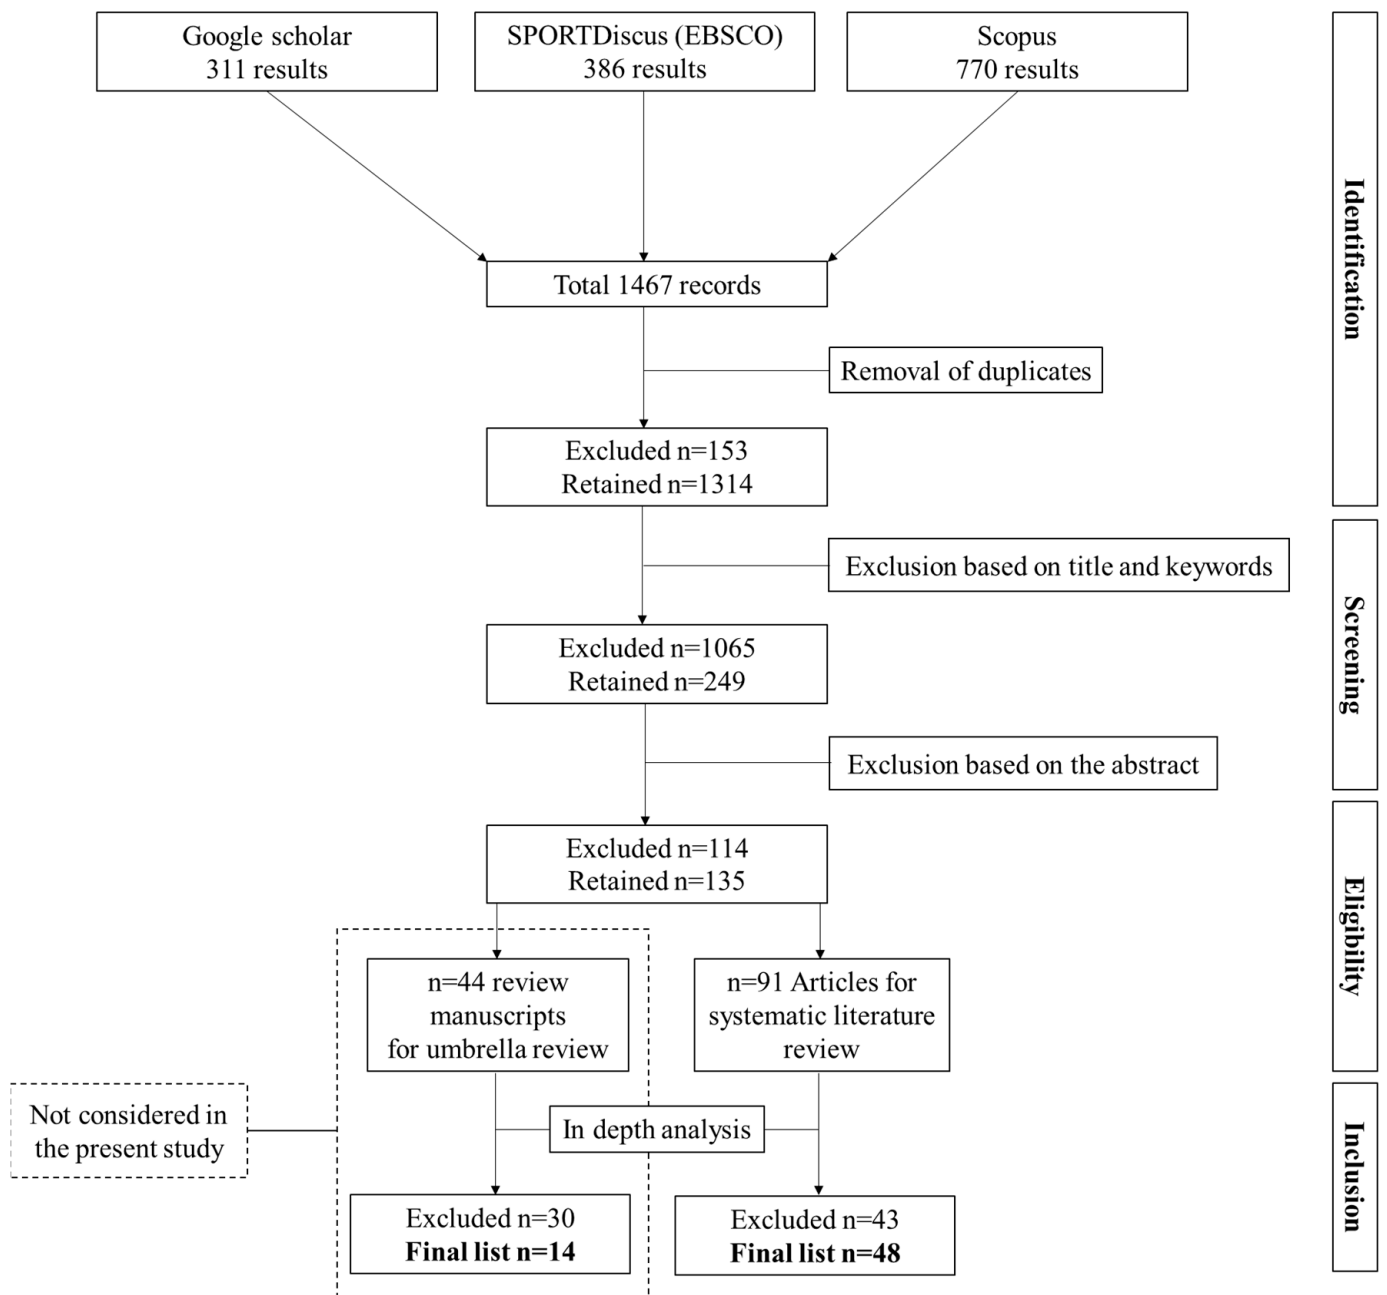 Google scholar
311 results
SPORTDiscus (EBSCO)
386 results
Scopus
770 results
Identification
Total 1467 records
Removal of duplicates
Excluded n=153
Retained n=1314
Screening
Exclusion based on title and keywords
Excluded n=1065
Retained n=249
Exclusion based on the abstract
Eligibility
Excluded n=114
Retained n=135
n=44 review
manuscripts
for umbrella review
n=91 Articles for
systematic literature
review
Inclusion
Not considered in
the present study
In depth analysis
Excluded n=30
Final list n=14
Excluded n=43
Final list n=48